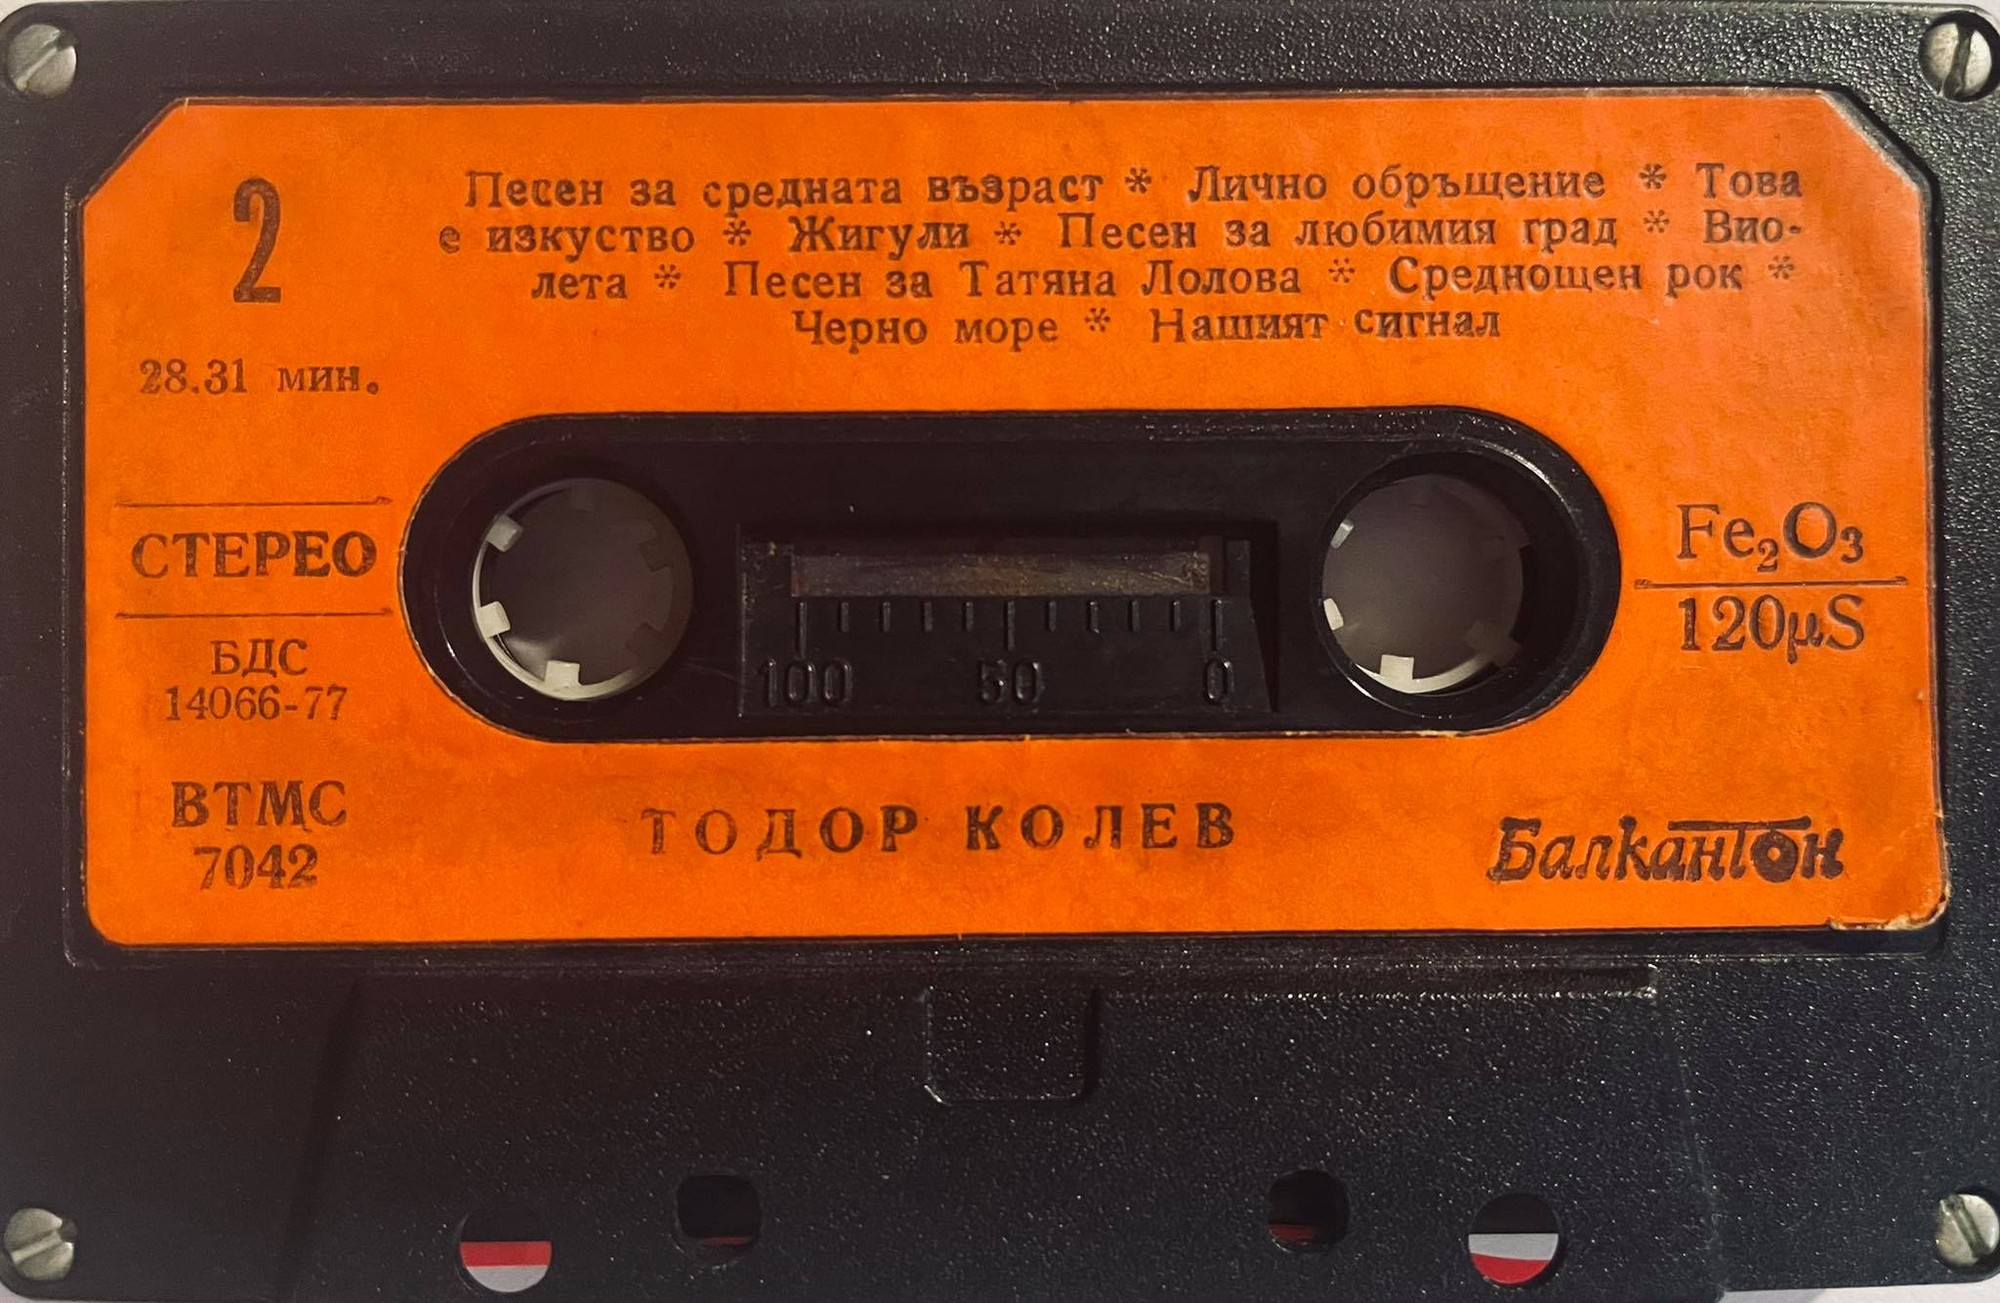 2
Песен за средната възраст * Лично обръщение * Това
е изкуство * Жигули * Песен за любимия град * Вио-
лета * Песен за Татяна Лолова * Среднощен рок *
Черно море * Нашият сигнал
28.31 мин.
СТЕРЕО
БДС
14066-77
ВТМС
7042
Fe₂O₃
120μS
100 50 0
ТОДОР КОЛЕВ
Балкантон